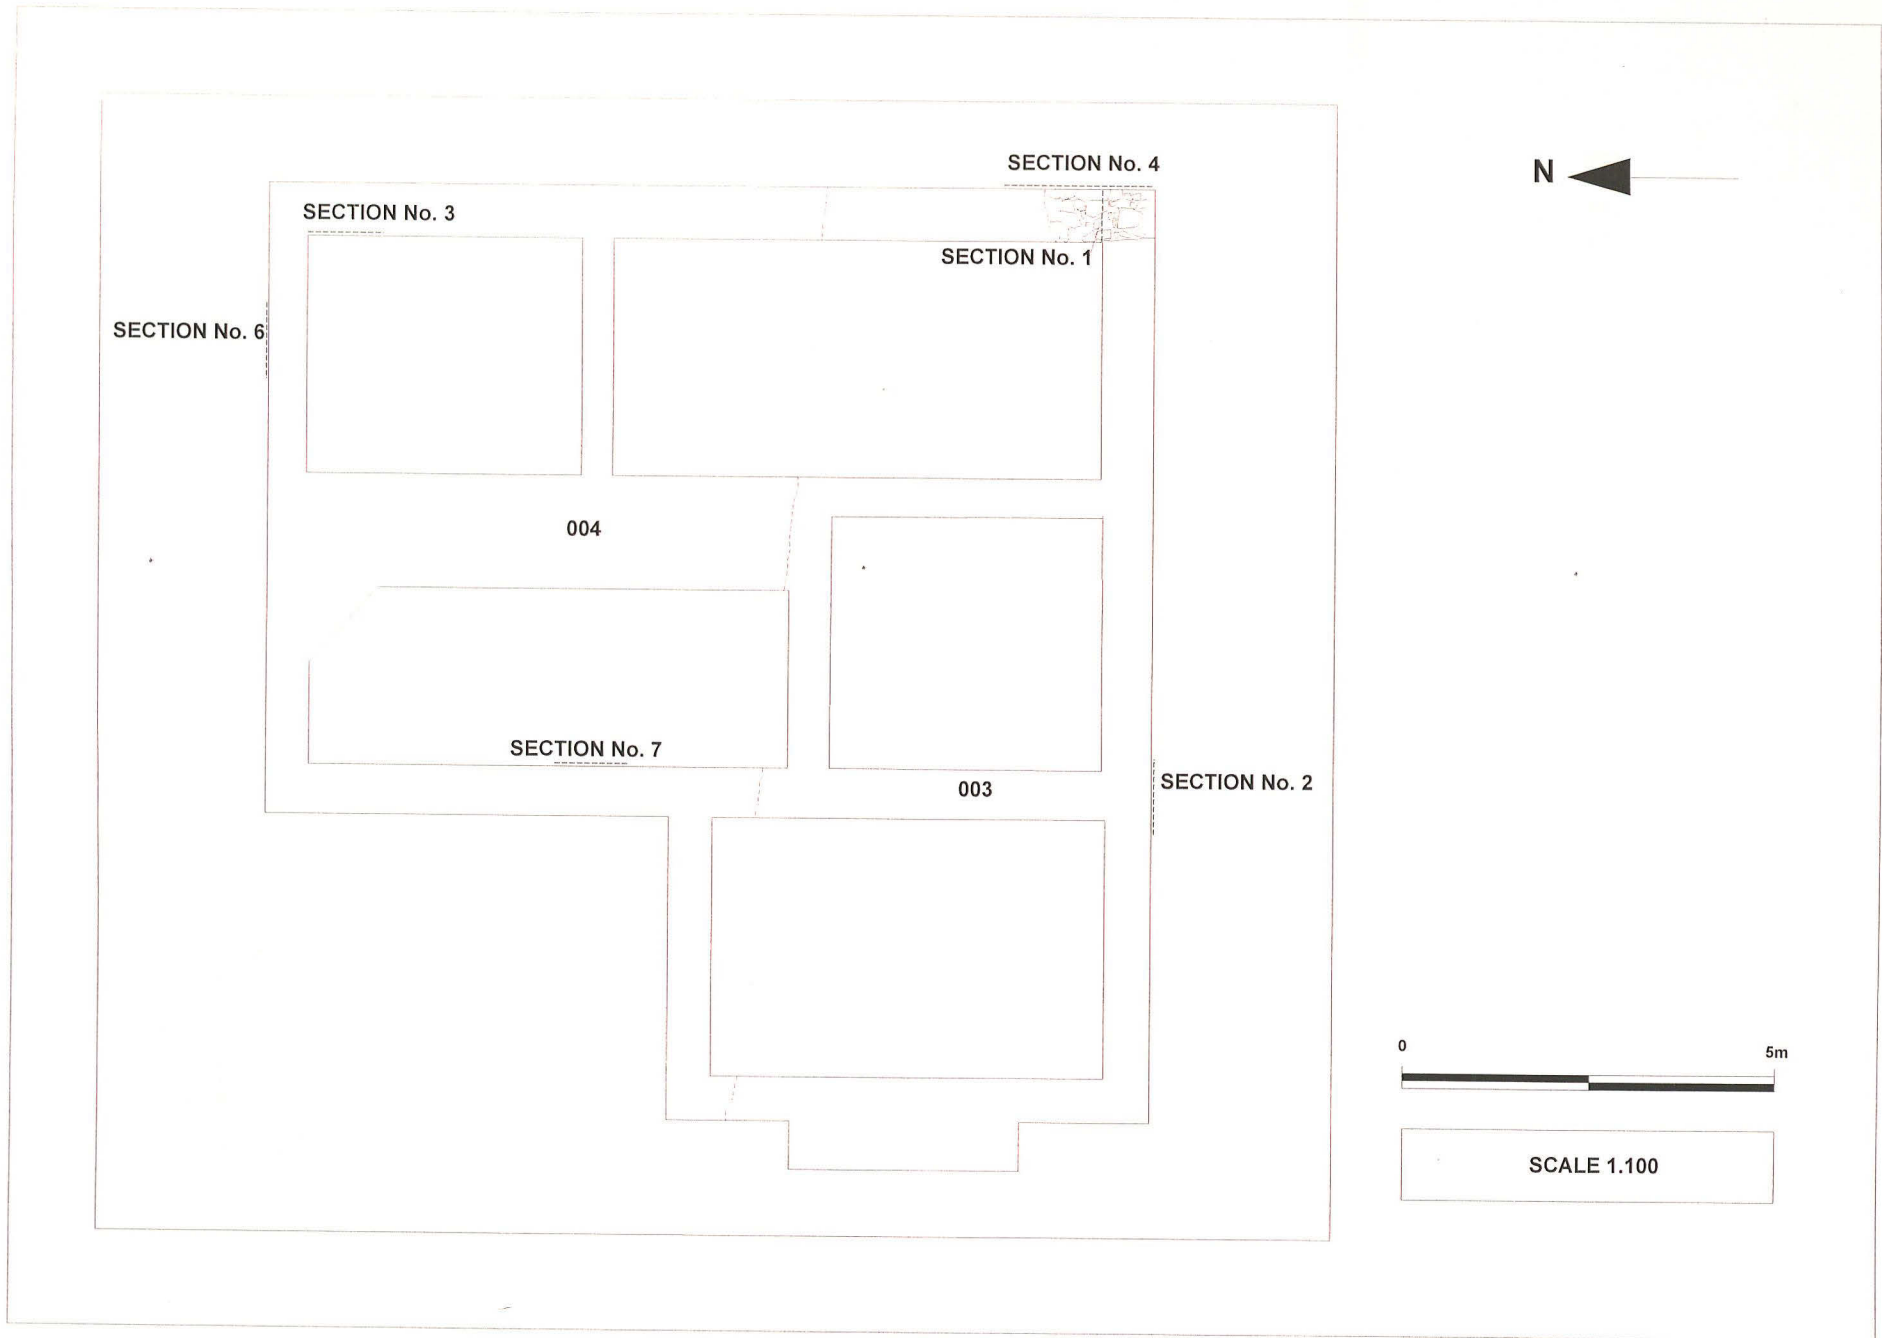 SECTION No. 4
N
SECTION No. 3
SECTION No. 1
SECTION No. 6
004
SECTION No. 7
003
SECTION No. 2
0
5m
SCALE 1.100